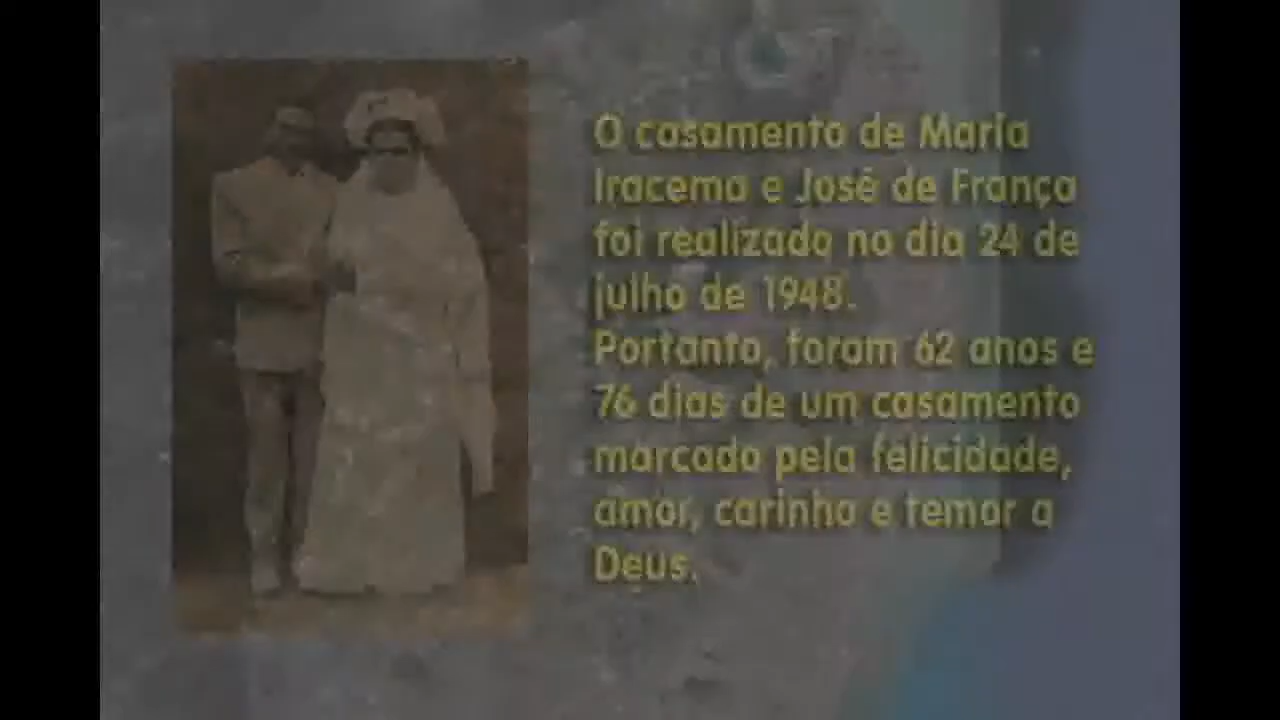 O casamento de Maria
Iracema e José de França
foi realizado no dia 24 de
julho de 1948.
Portanto, foram 62 anos e
76 dias de um casamento
marcado pela felicidade,
amor, carinho e temor a
Deus.